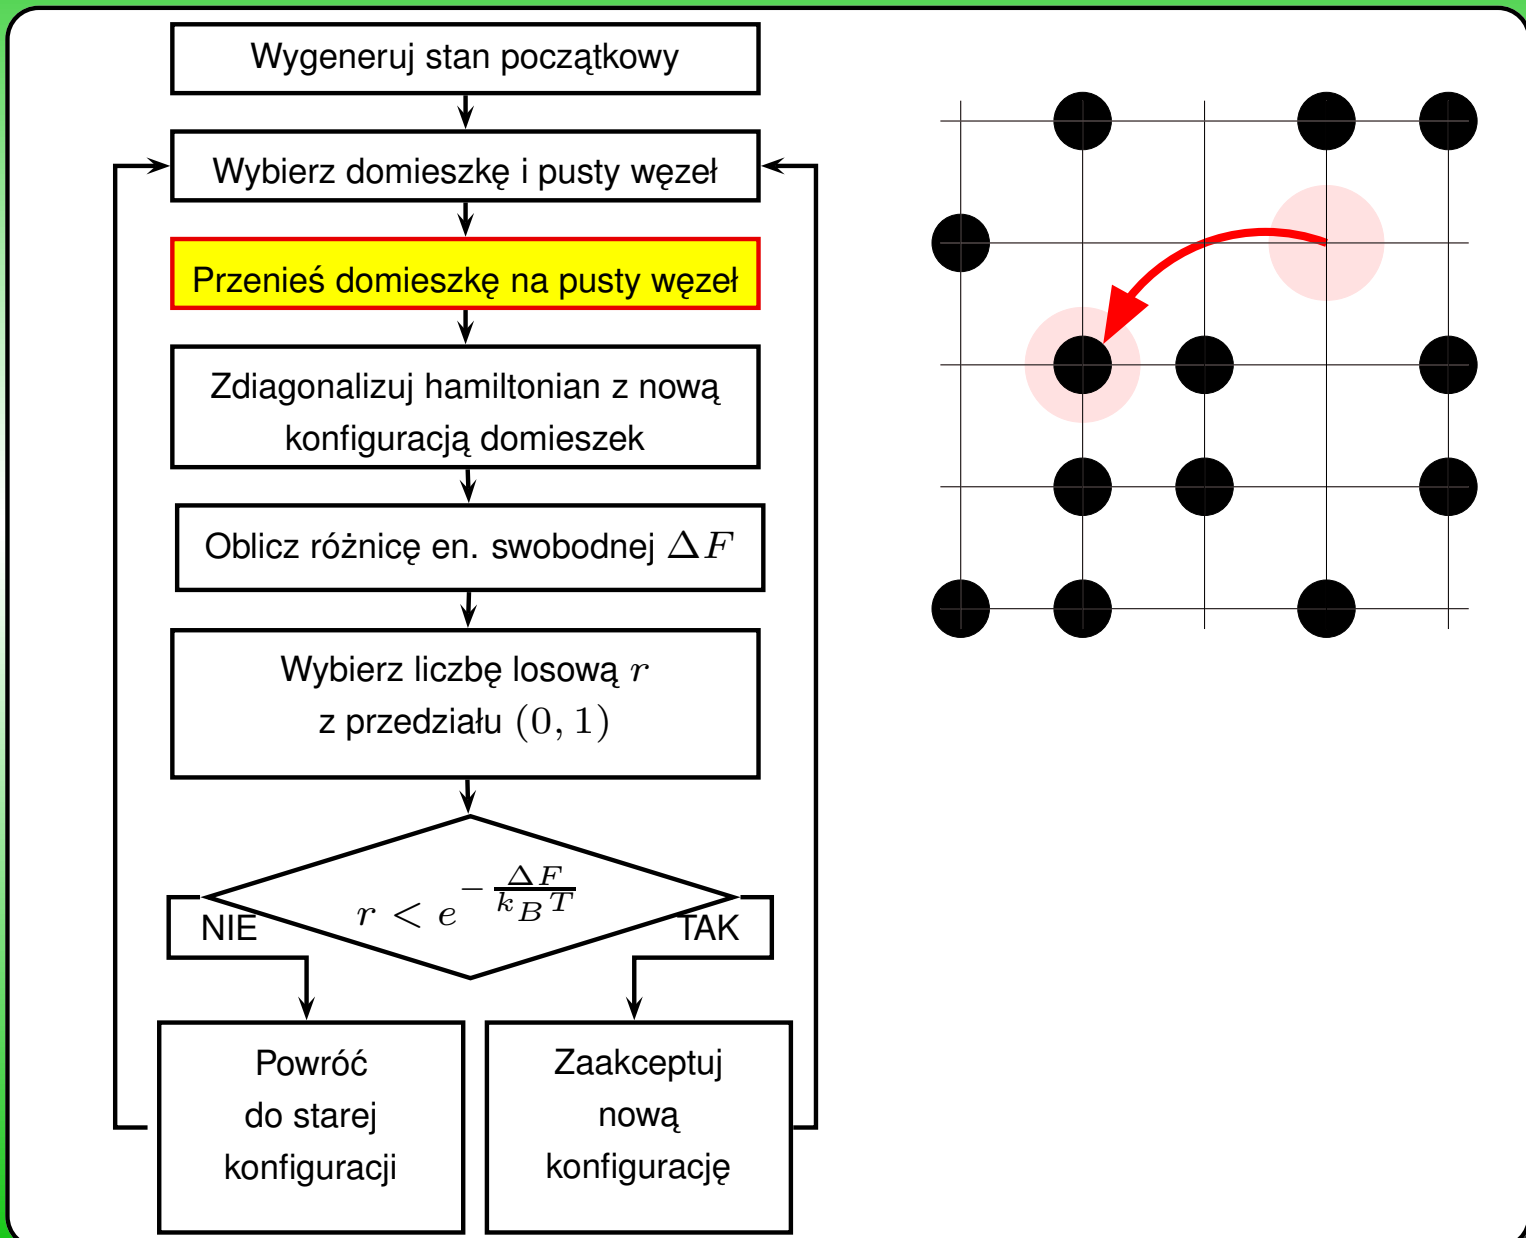 Wygeneruj stan początkowy
Wybierz domieszkę i pusty węzeł
Przenieś domieszkę na pusty węzeł
Zdiagonalizuj hamiltonian z nową
konfiguracją domieszek
Oblicz różnicę en. swobodnej ΔF
Wybierz liczbę losową r
z przedziału (0, 1)
r < e^{-\frac{ΔF}{k_B T}}
NIE
TAK
Powróć
do starej
konfiguracji
Zaakceptuj
nową
konfigurację